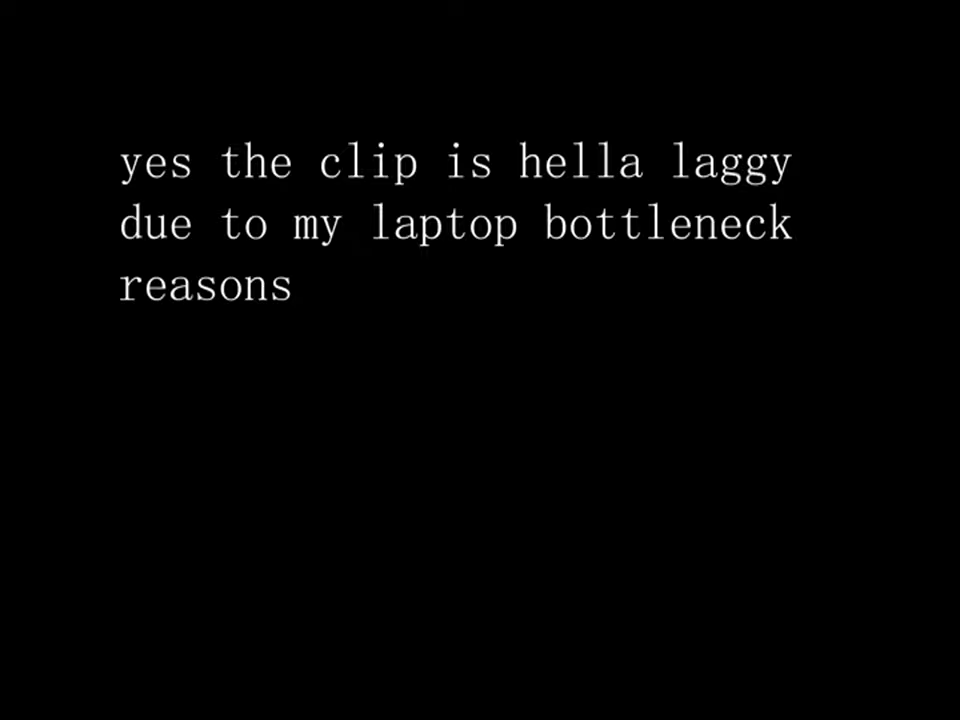 yes the clip is hella laggy
due to my laptop bottleneck
reasons